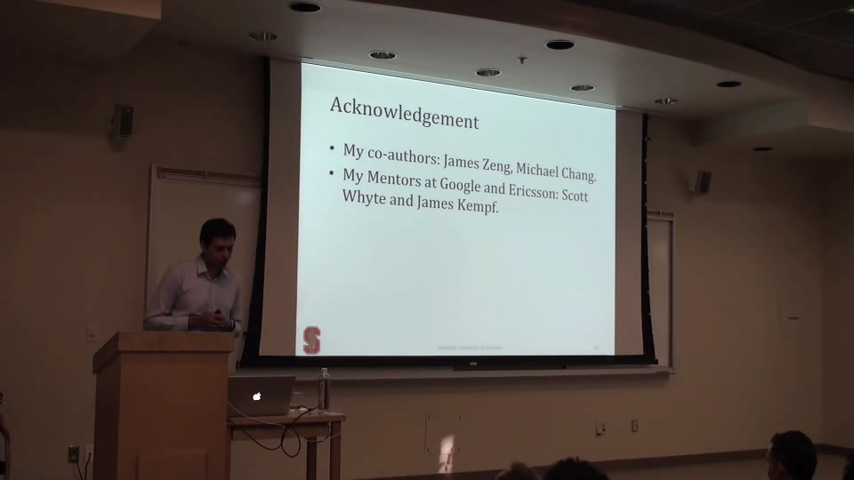 Acknowledgement
• My co-authors: James Zeng, Michael Chang.
• My Mentors at Google and Ericsson: Scott
Whyte and James Kempf.
S